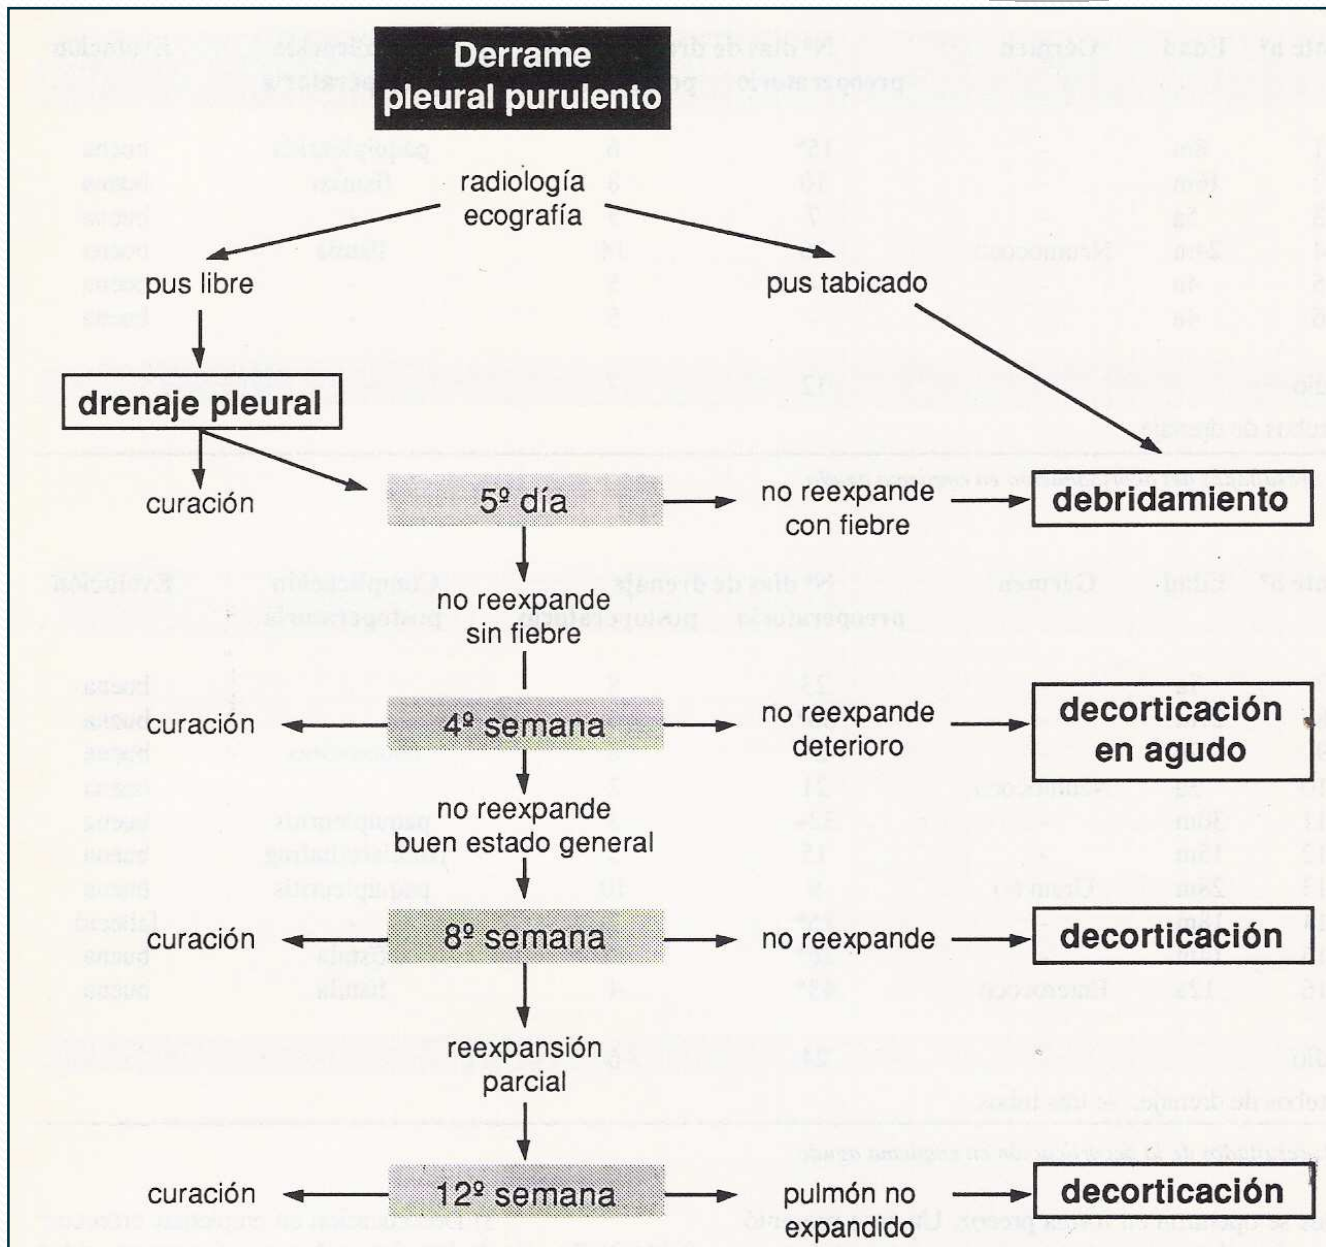 Derrame
pleural purulento
radiología
ecografía
pus libre
pus tabicado
drenaje pleural
curación
5º día
no reexpande
con fiebre
debridamiento
no reexpande
sin fiebre
curación
4º semana
no reexpande
deterioro
decorticación
en agudo
no reexpande
buen estado general
curación
8º semana
no reexpande
decorticación
reexpansión
parcial
curación
12º semana
pulmón no
expandido
decorticación